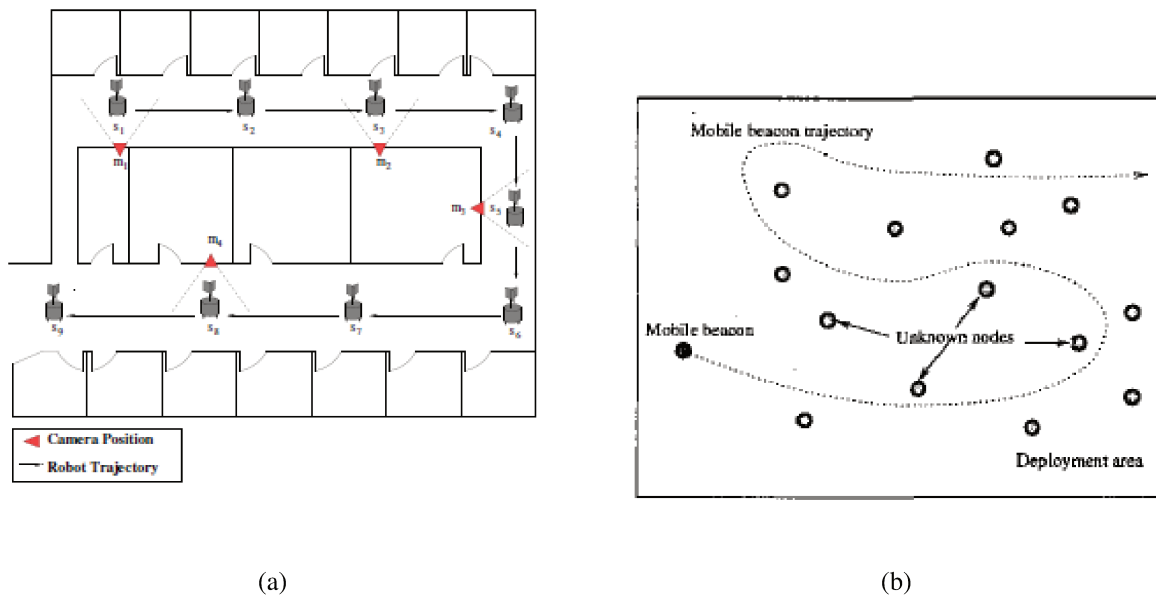 s1
s2
s3
s4
m1
m2
m3
s5
m4
s9
s8
s7
s6
Camera Position
Robot Trajectory
(a)
Mobile beacon trajectory
Mobile beacon
Unknown nodes
Deployment area
(b)